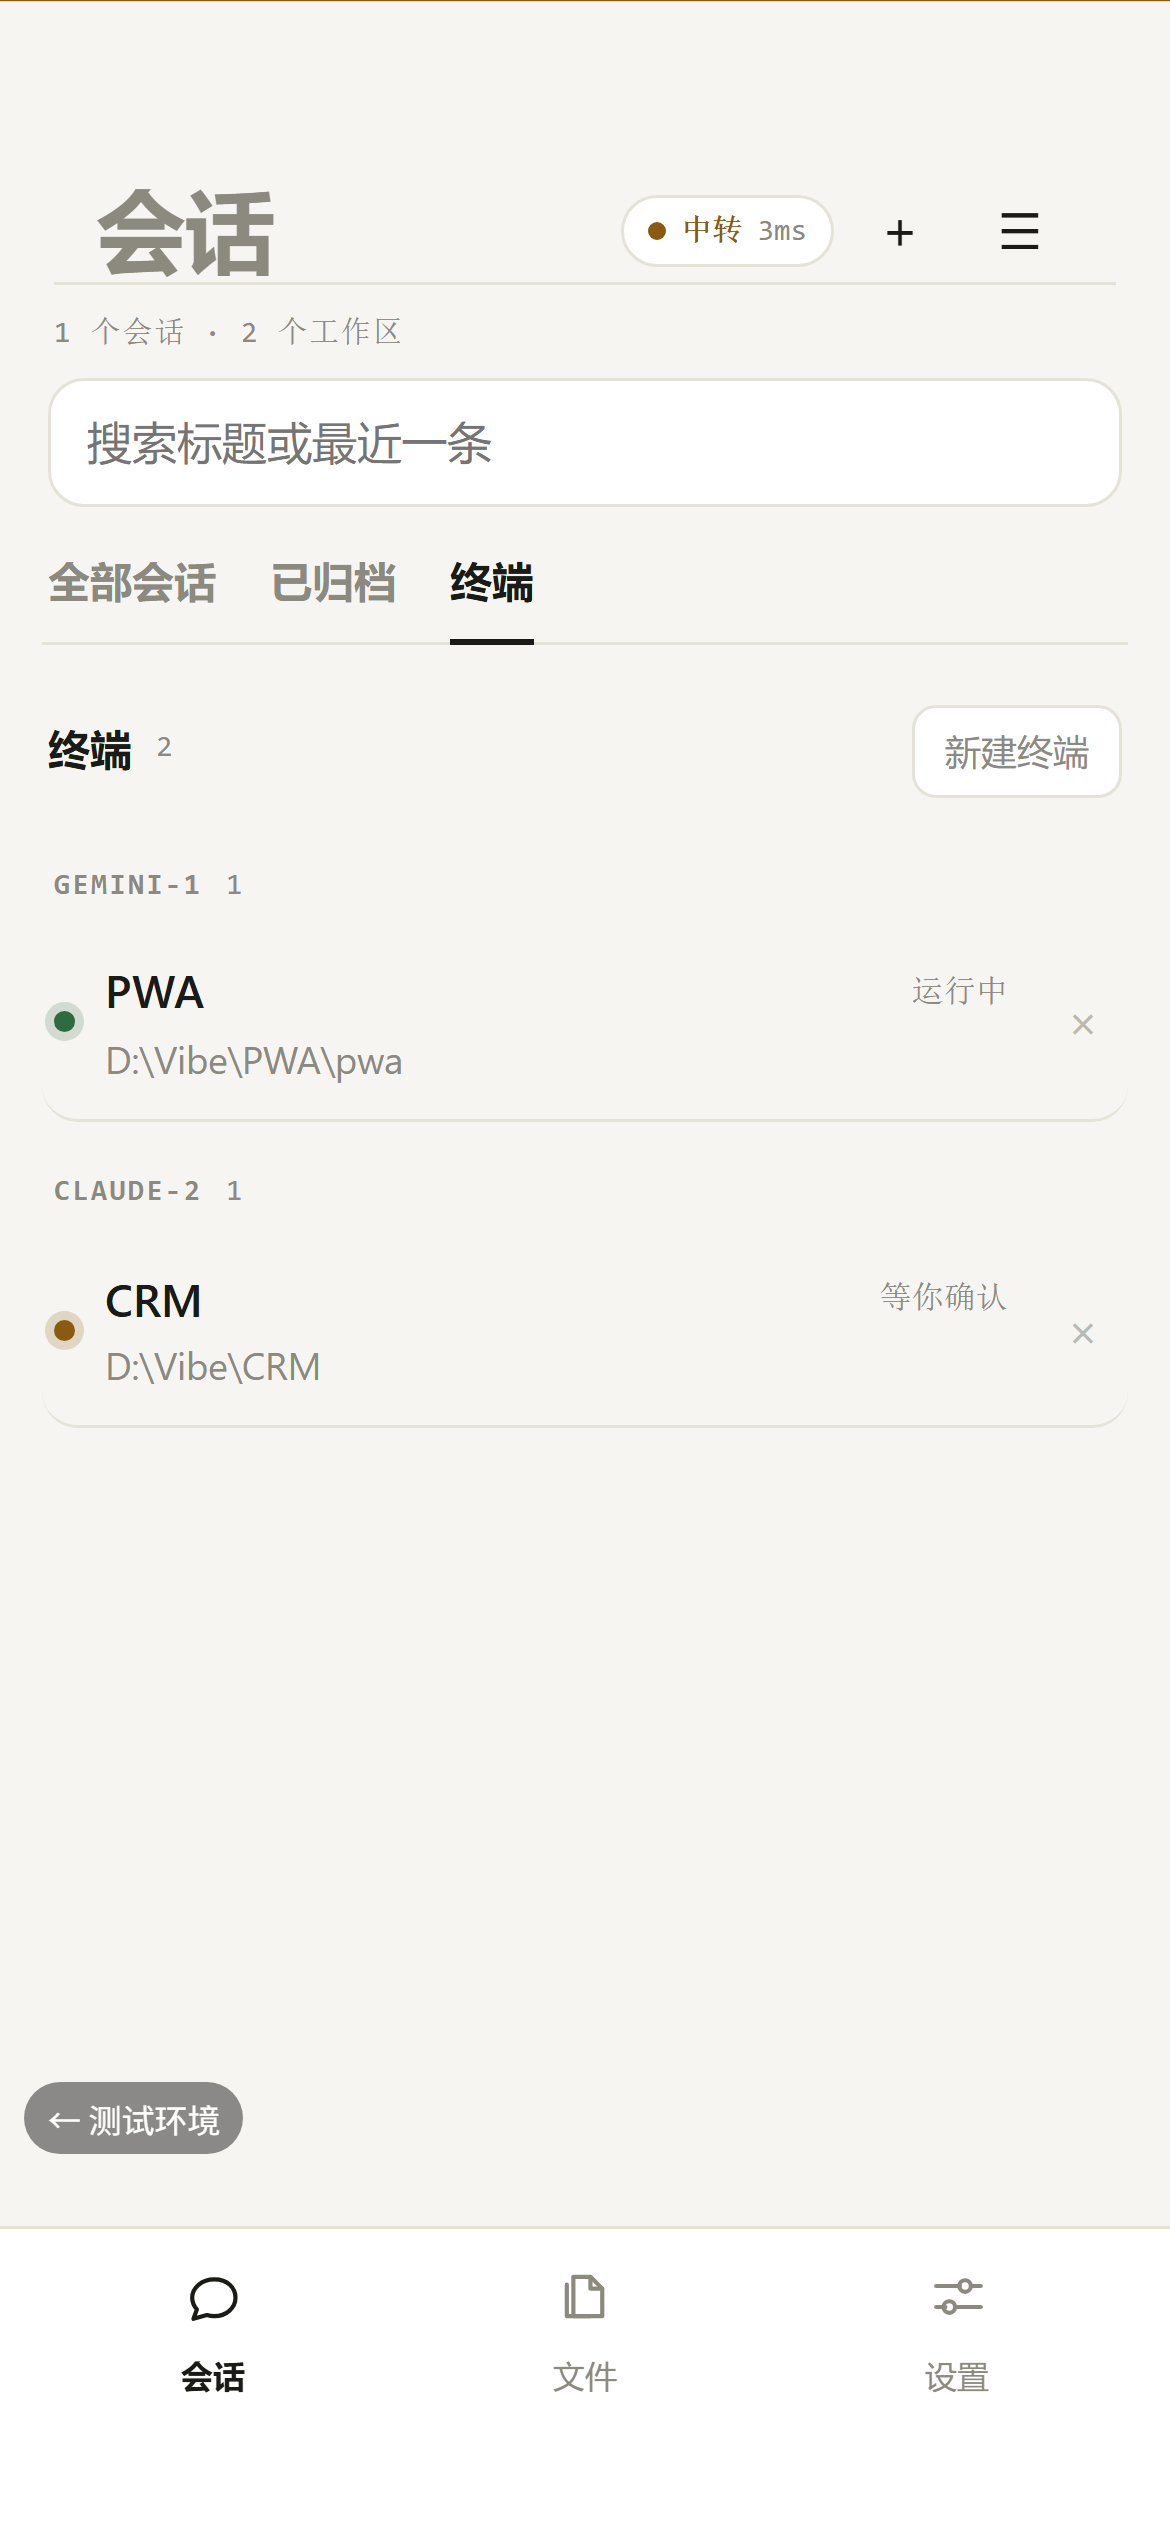 会话
中转 3ms
+
1 个会话 · 2 个工作区
搜索标题或最近一条
全部会话 已归档 终端
终端 2
新建终端
GEMINI-1 1
PWA
运行中
D:\Vibe\PWA\pwa
×
CLAUDE-2 1
CRM
等你确认
D:\Vibe\CRM
×
← 测试环境
会话 文件 设置